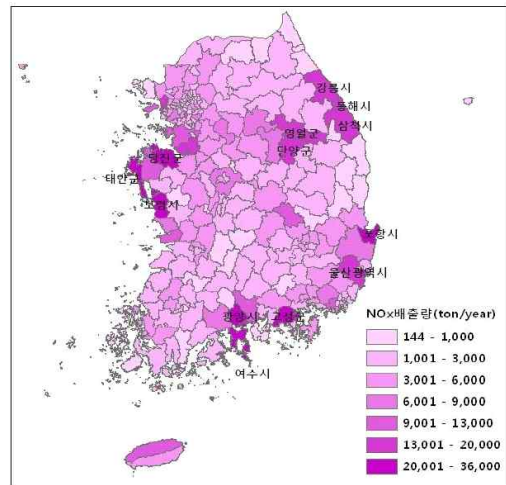 강릉시
동해시
삼척시
영월군
단양군
당진군
태안군
보령시
포항시
울산광역시
광양시
고성군
여수시
NOx배출량(ton/year)
144 - 1,000
1,001 - 3,000
3,001 - 6,000
6,001 - 9,000
9,001 - 13,000
13,001 - 20,000
20,001 - 36,000